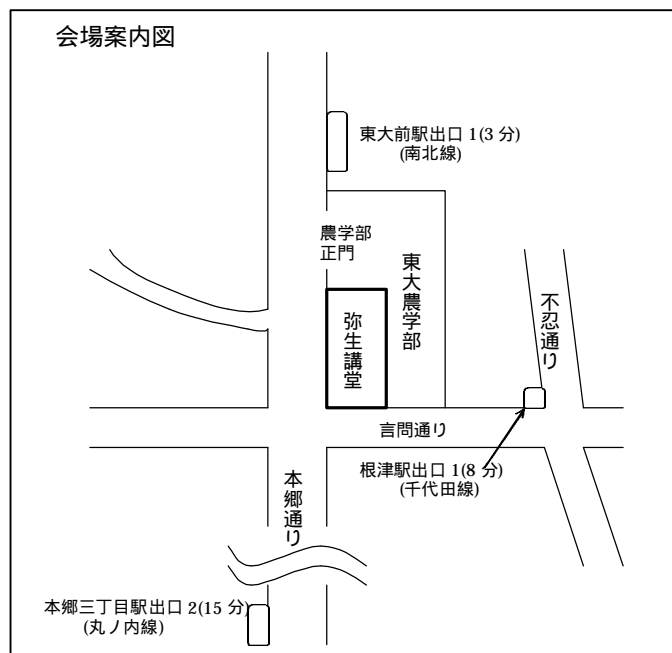 会場案内図
東大前駅出口 1(3 分)
(南北線)
農学部
正門
東大農学部
弥生講堂
不忍通り
言問通り
根津駅出口 1(8 分)
(千代田線)
本郷通り
本郷三丁目駅出口 2(15 分)
(丸ノ内線)